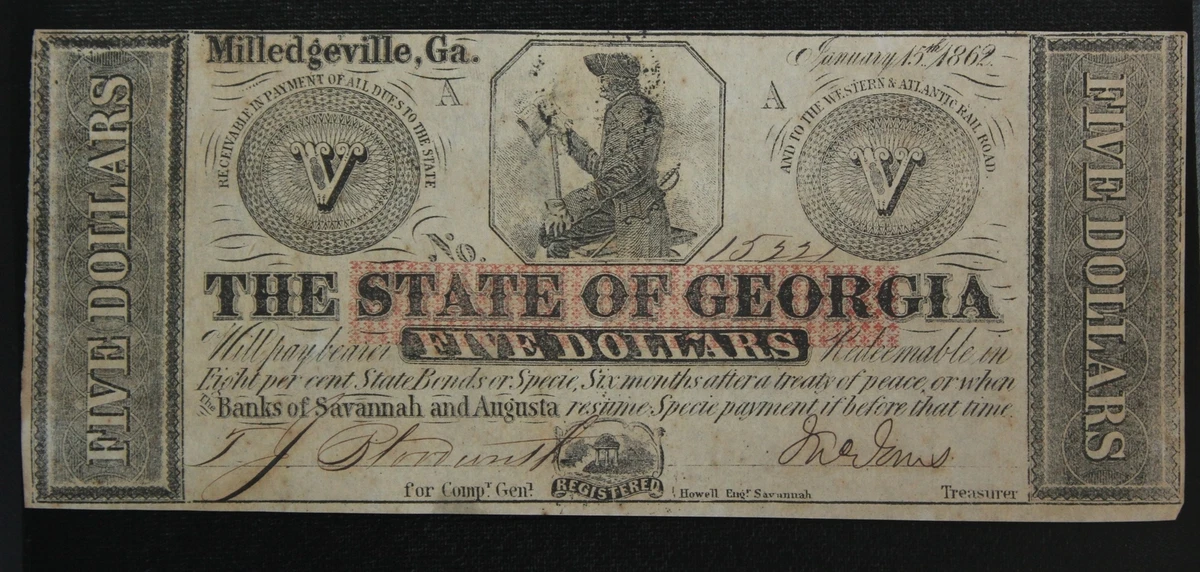 FIVE DOLLARS
Milledgeville, Ga.
January 15th 1862
RECEIVABLE IN PAYMENT OF ALL DUES TO THE STATE
A
A
AND TO THE WESTERN & ATLANTIC RAIL ROAD
V
V
No.
THE STATE OF GEORGIA
Will pay bearer FIVE DOLLARS Redeemable in
Eight per cent. State Bonds or Specie, Six months after a treaty of peace, or when
the Banks of Savannah and Augusta resume Specie payment if before that time.
Jno Jones
for Compr. Genl
REGISTERED
Howell Engr Savannah
Treasurer
FIVE DOLLARS